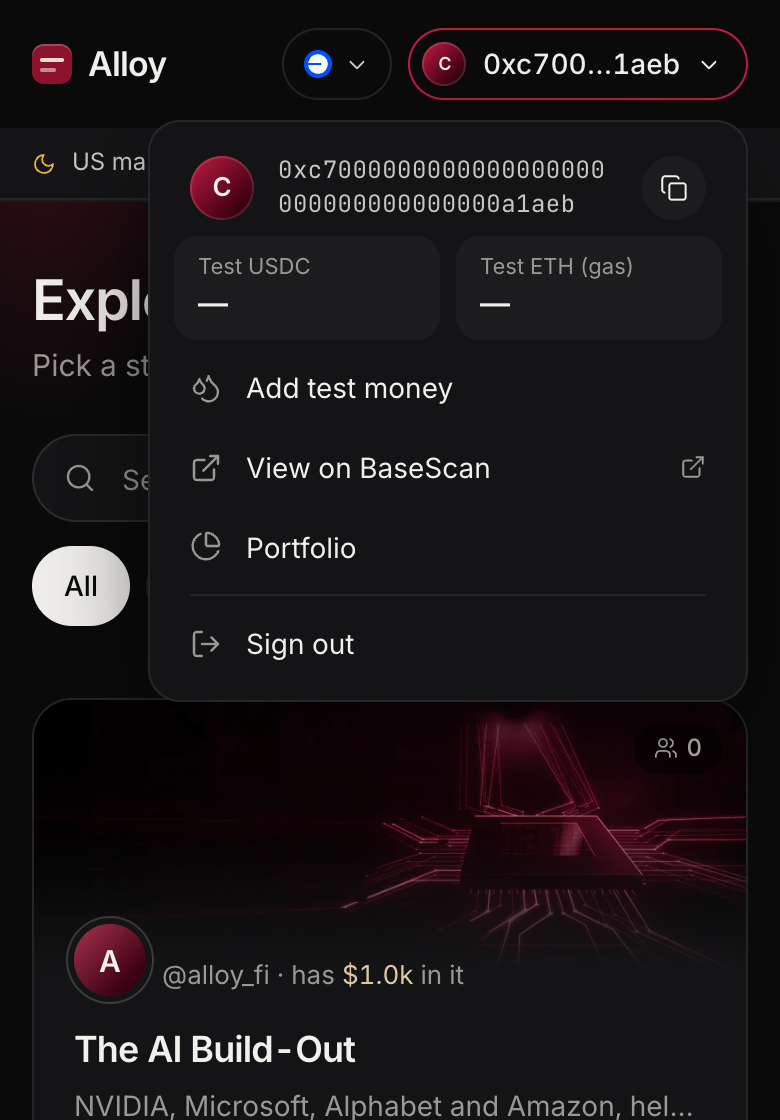 Alloy
C 0xc700...1aeb
US ma
C 0xc7000000000000000000
000000000000000a1aeb
Test USDC Test ETH (gas)
— —
Explo
Pick a st
Add test money
View on BaseScan
Se
Portfolio
All
Sign out
0
A @alloy_fi · has $1.0k in it
The AI Build-Out
NVIDIA, Microsoft, Alphabet and Amazon, hel...